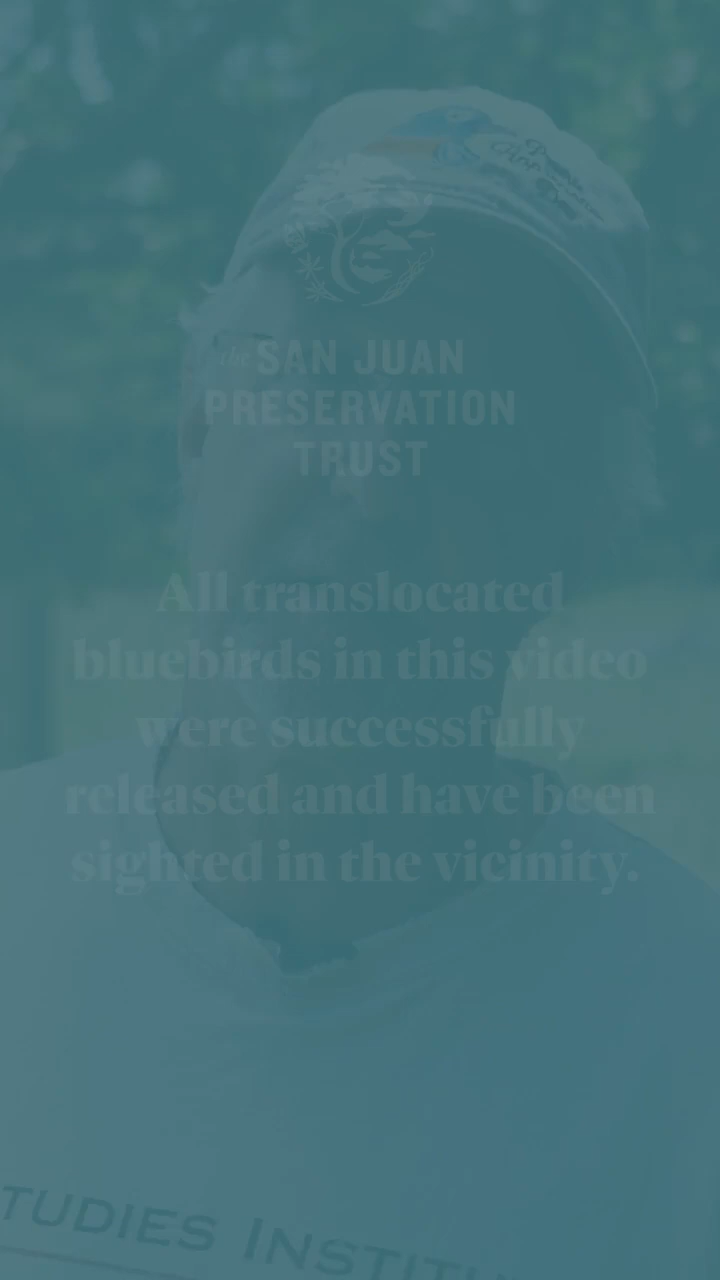 the SAN JUAN
PRESERVATION
TRUST
All translocated
bluebirds in this video
were successfully
released and have been
sighted in the vicinity.
TUDIES INSTITU